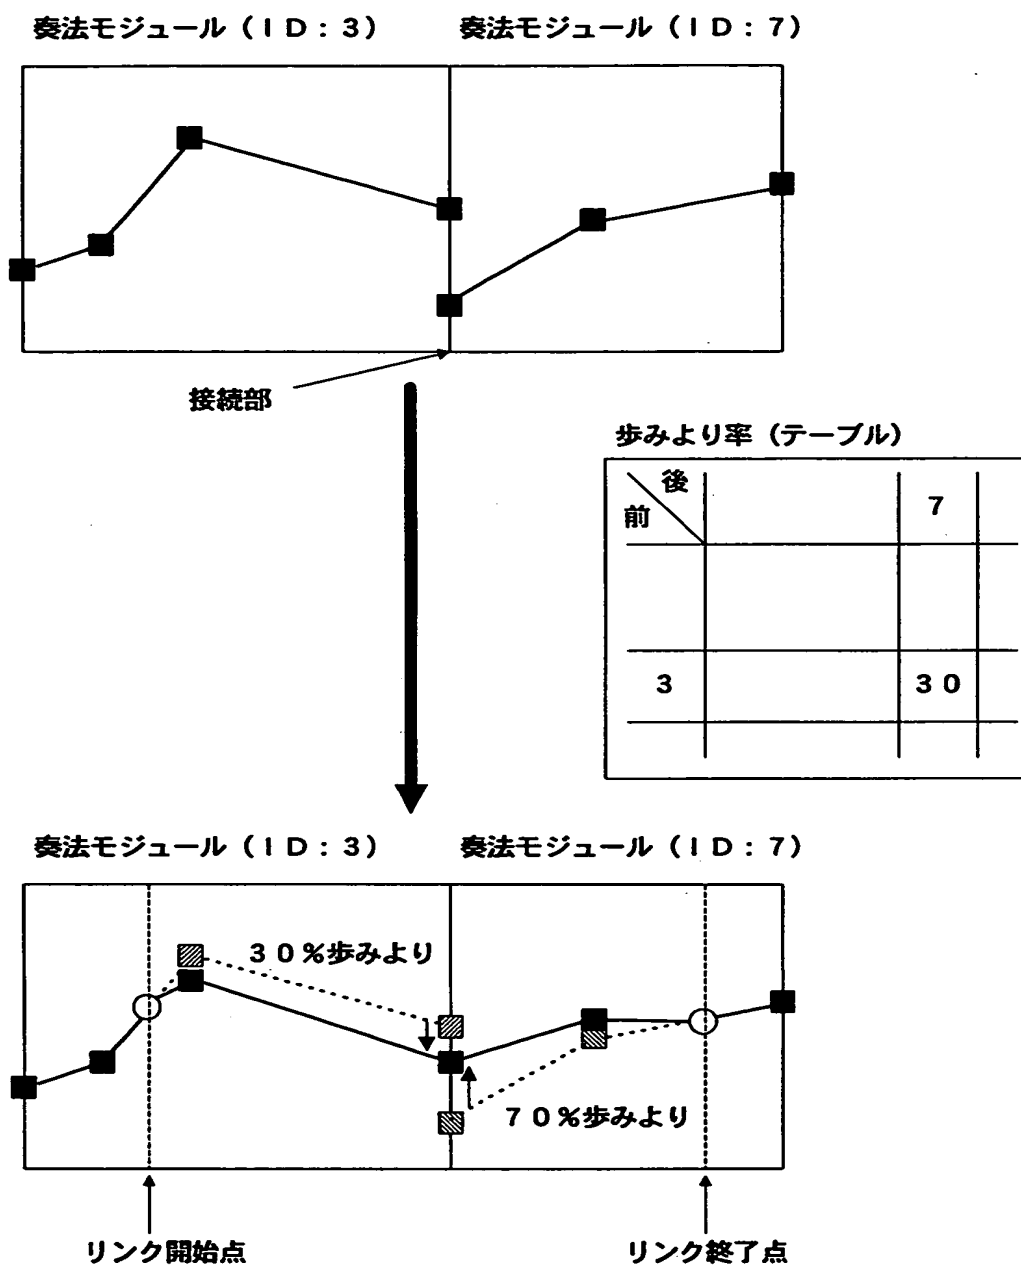 奏法モジュール（ＩＤ：３） 奏法モジュール（ＩＤ：７）
接続部
歩みより率（テーブル）
後
前
７
３ ３０
奏法モジュール（ＩＤ：３） 奏法モジュール（ＩＤ：７）
３０％歩みより
７０％歩みより
リンク開始点 リンク終了点